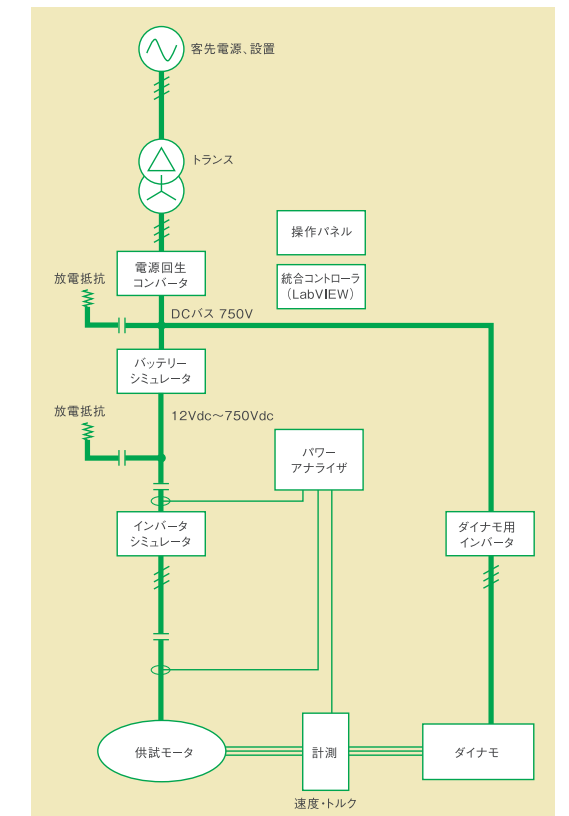 客先電源、設置
トランス
操作パネル
電源回生
コンバータ
統合コントローラ
（LabVIEW）
放電抵抗
DCバス 750V
バッテリー
シミュレータ
放電抵抗
12Vdc～750Vdc
パワー
アナライザ
インバータ
シミュレータ
ダイナモ用
インバータ
供試モータ
計測
ダイナモ
速度・トルク